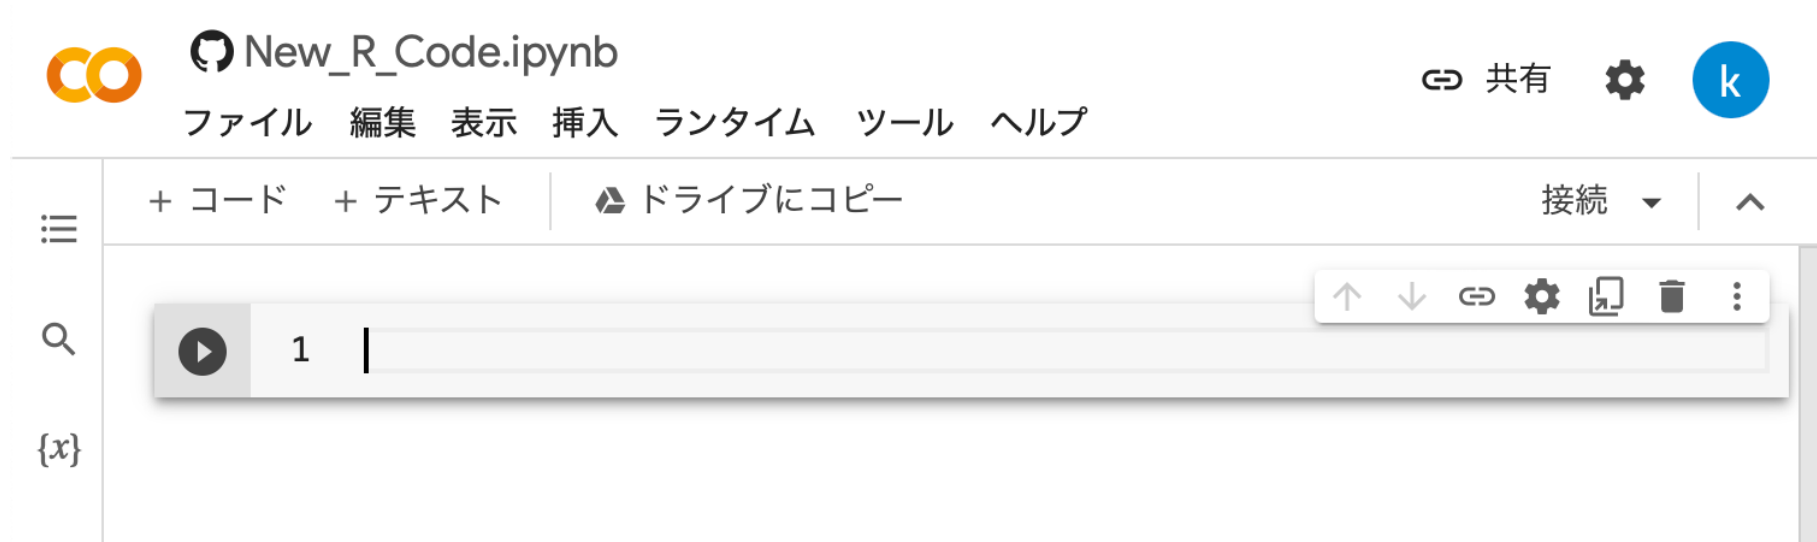 New_R_Code.ipynb
共有
k
ファイル 編集 表示 挿入 ランタイム ツール ヘルプ
+ コード + テキスト ドライブにコピー 接続
1
{x}